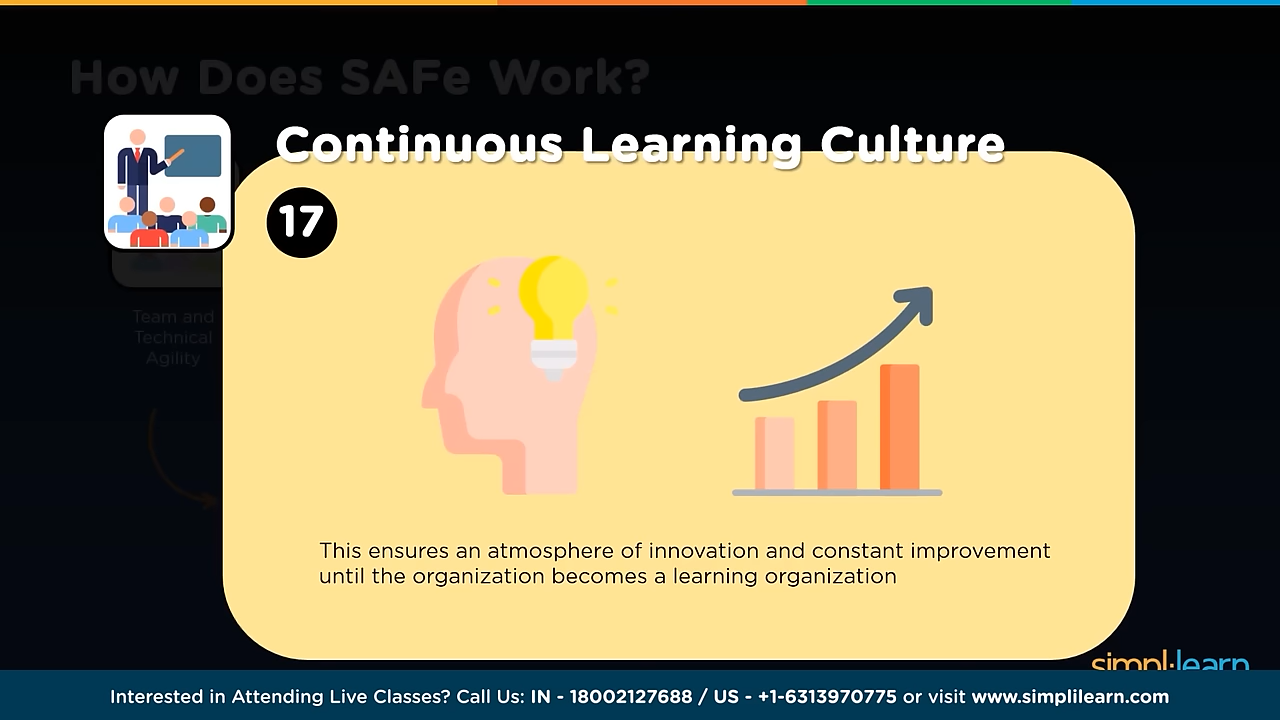 How Does SAFe Work?
Continuous Learning Culture
17
Team and
Technical
Agility
This ensures an atmosphere of innovation and constant improvement
until the organization becomes a learning organization
simplilearn
Interested in Attending Live Classes? Call Us: IN - 18002127688 / US - +1-6313970775 or visit www.simplilearn.com